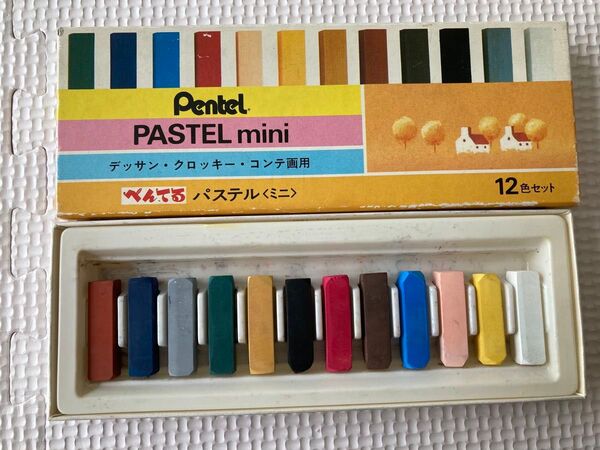 Pentel
PASTEL mini
デッサン・クロッキー・コンテ画用
ぺんてる パステル〈ミニ〉
12色セット